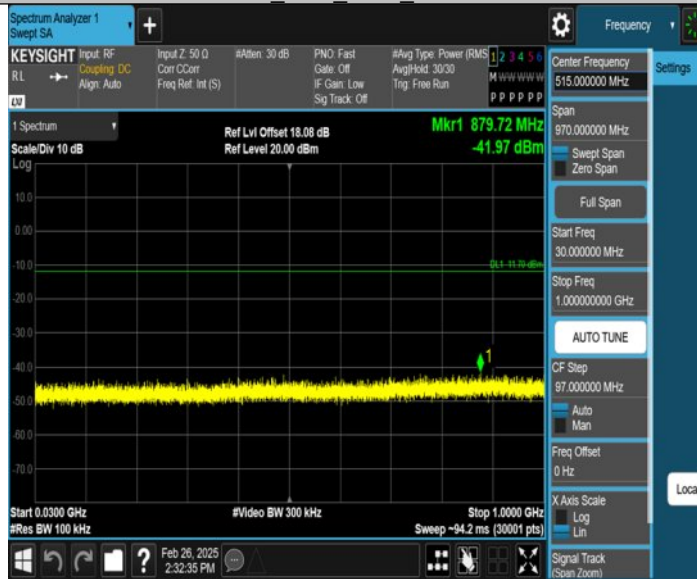 Spectrum Analyzer 1
Swept SA
+
Frequency
KEYSIGHT
RL
LXI
Input: RF
Coupling: DC
Align: Auto
Input Z: 50 Ω
Corr CCorr
Freq Ref: Int (S)
#Atten: 30 dB
PNO: Fast
Gate: Off
IF Gain: Low
Sig Track: Off
#Avg Type: Power (RMS
Avg|Hold: 30/30
Trig: Free Run
1 2 3 4 5 6
M W W W W W
P P P P P P
1 Spectrum
Scale/Div 10 dB
Log
Ref Lvl Offset 18.08 dB
Ref Level 20.00 dBm
Mkr1 879.72 MHz
-41.97 dBm
10.0
0.00
-10.0
DL1 -11.70 dBm
-20.0
-30.0
-40.0
1
-50.0
-60.0
-70.0
Start 0.0300 GHz
#Res BW 100 kHz
#Video BW 300 kHz
Stop 1.0000 GHz
Sweep ~94.2 ms (30001 pts)
?
Feb 26, 2025
2:32:35 PM
Center Frequency
515.000000 MHz
Span
970.000000 MHz
Swept Span
Zero Span
Full Span
Start Freq
30.000000 MHz
Stop Freq
1.000000000 GHz
AUTO TUNE
CF Step
97.000000 MHz
Auto
Man
Freq Offset
0 Hz
X Axis Scale
Log
Lin
Signal Track
(Span Zoom)
Settings
Loca